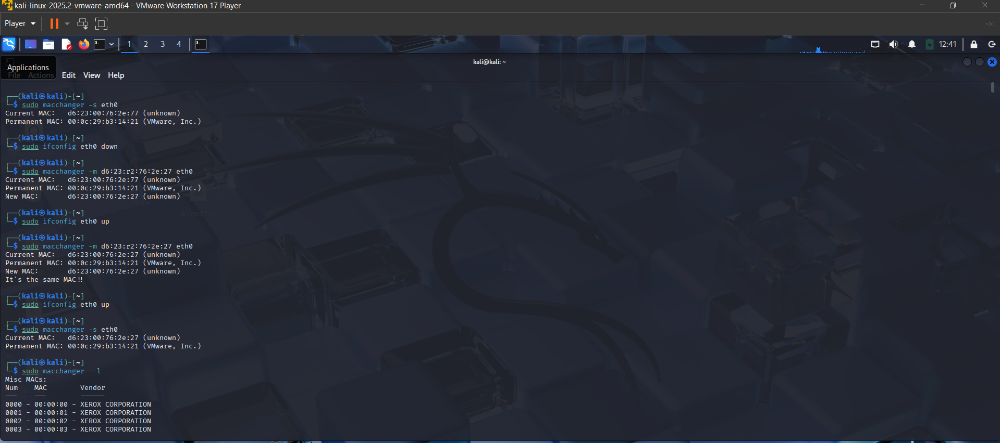 kali-linux-2025.2-vmware-amd64 - VMware Workstation 17 Player
Player
1 2 3 4
12:41
kali@kali: ~
Applications
File Actions Edit View Help
┌──(kali㉿kali)-[~]
└─$ sudo macchanger -s eth0
Current MAC:   d6:23:00:76:2e:77 (unknown)
Permanent MAC: 00:0c:29:b3:14:21 (VMware, Inc.)
┌──(kali㉿kali)-[~]
└─$ sudo ifconfig eth0 down
┌──(kali㉿kali)-[~]
└─$ sudo macchanger -m d6:23:r2:76:2e:27 eth0
Current MAC:   d6:23:00:76:2e:77 (unknown)
Permanent MAC: 00:0c:29:b3:14:21 (VMware, Inc.)
New MAC:       d6:23:00:76:2e:27 (unknown)
Airgeddon
┌──(kali㉿kali)-[~]
└─$ sudo ifconfig eth0 up
┌──(kali㉿kali)-[~]
└─$ sudo macchanger -m d6:23:r2:76:2e:27 eth0
Current MAC:   d6:23:00:76:2e:27 (unknown)
Permanent MAC: 00:0c:29:b3:14:21 (VMware, Inc.)
New MAC:       d6:23:00:76:2e:27 (unknown)
It's the same MAC!!
┌──(kali㉿kali)-[~]
└─$ sudo ifconfig eth0 up
┌──(kali㉿kali)-[~]
└─$ sudo macchanger -s eth0
Current MAC:   d6:23:00:76:2e:27 (unknown)
Permanent MAC: 00:0c:29:b3:14:21 (VMware, Inc.)
┌──(kali㉿kali)-[~]
└─$ sudo macchanger --l
Misc MACs:
Num    MAC        Vendor
---    ---        ------
0000 - 00:00:00 - XEROX CORPORATION
0001 - 00:00:01 - XEROX CORPORATION
0002 - 00:00:02 - XEROX CORPORATION
0003 - 00:00:03 - XEROX CORPORATION